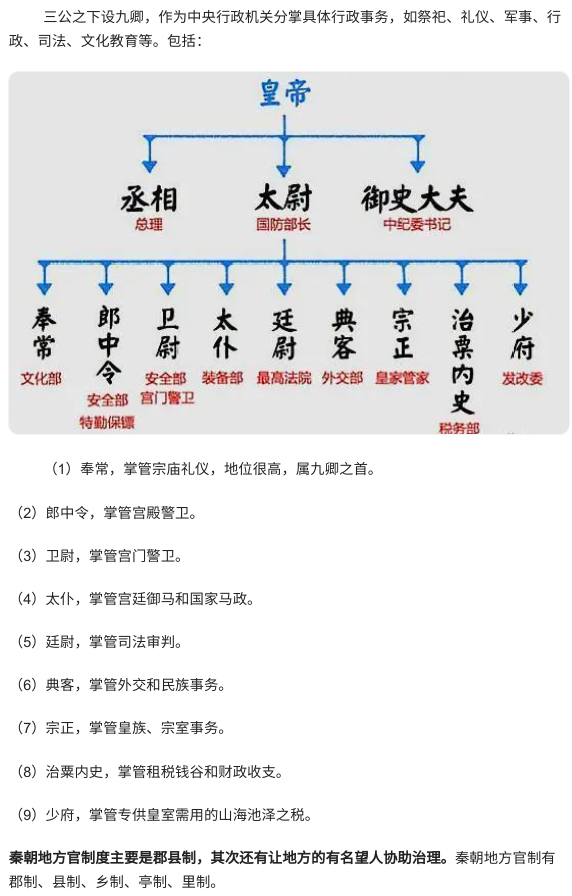 三公之下设九卿，作为中央行政机关分掌具体行政事务，如祭祀、礼仪、军事、行
政、司法、文化教育等。包括：
皇帝
丞相 太尉 御史大夫
总理 国防部长 中纪委书记
奉常 郎中令 卫尉 太仆 廷尉 典客 宗正 治粟内史 少府
文化部 安全部 特勤保镖 安全部 宫门警卫 装备部 最高法院 外交部 皇家管家 税务部 发改委
（1）奉常，掌管宗庙礼仪，地位很高，属九卿之首。
（2）郎中令，掌管宫殿警卫。
（3）卫尉，掌管宫门警卫。
（4）太仆，掌管宫廷御马和国家马政。
（5）廷尉，掌管司法审判。
（6）典客，掌管外交和民族事务。
（7）宗正，掌管皇族、宗室事务。
（8）治粟内史，掌管租税钱谷和财政收支。
（9）少府，掌管专供皇室需用的山海池泽之税。
秦朝地方官制度主要是郡县制，其次还有让地方的有名望人协助治理。秦朝地方官制有
郡制、县制、乡制、亭制、里制。